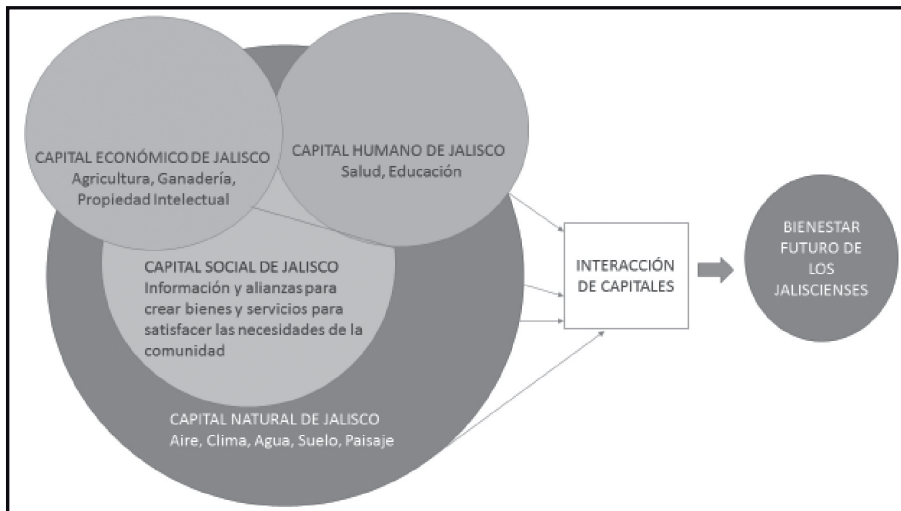 CAPITAL ECONÓMICO DE JALISCO
Agricultura, Ganadería,
Propiedad Intelectual
CAPITAL HUMANO DE JALISCO
Salud, Educación
CAPITAL SOCIAL DE JALISCO
Información y alianzas para
crear bienes y servicios para
satisfacer las necesidades de la
comunidad
CAPITAL NATURAL DE JALISCO
Aire, Clima, Agua, Suelo, Paisaje
INTERACCIÓN
DE CAPITALES
BIENESTAR
FUTURO DE
LOS
JALISCIENSES